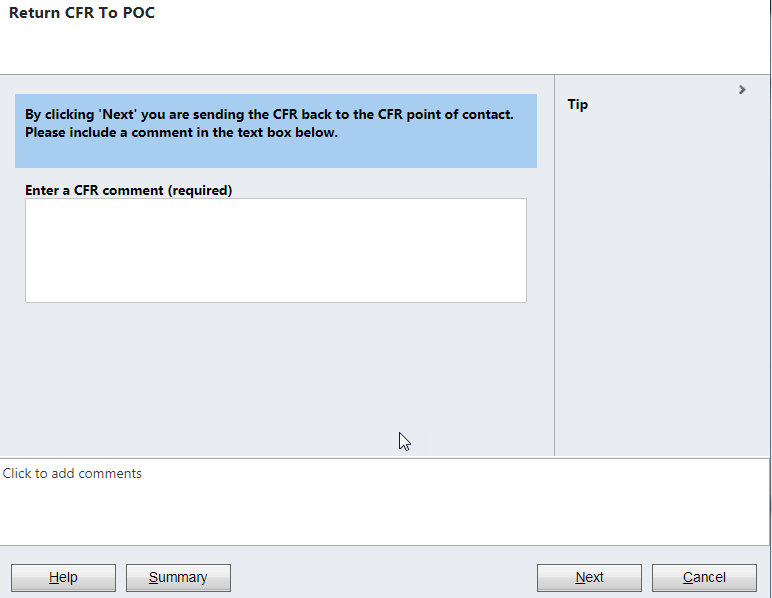 Return CFR To POC
By clicking 'Next' you are sending the CFR back to the CFR point of contact.
Please include a comment in the text box below.
Enter a CFR comment (required)
Tip
Click to add comments
Help
Summary
Next
Cancel